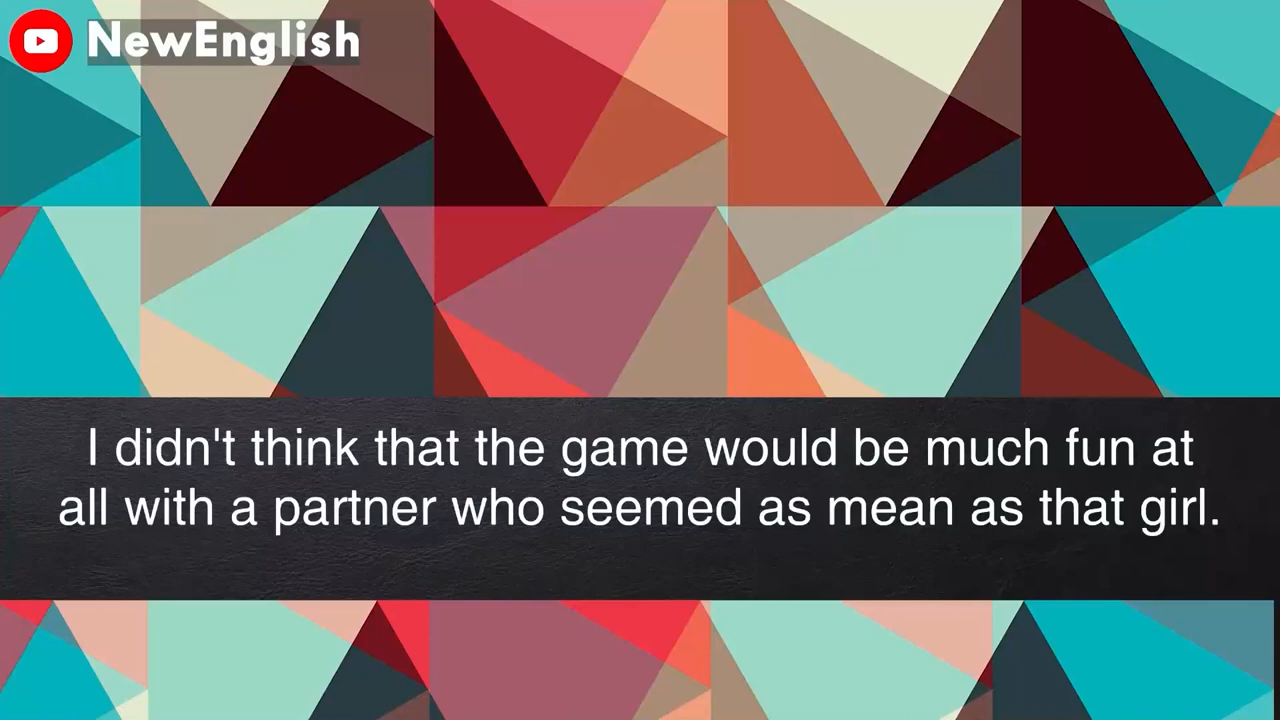 NewEnglish
I didn't think that the game would be much fun at
all with a partner who seemed as mean as that girl.